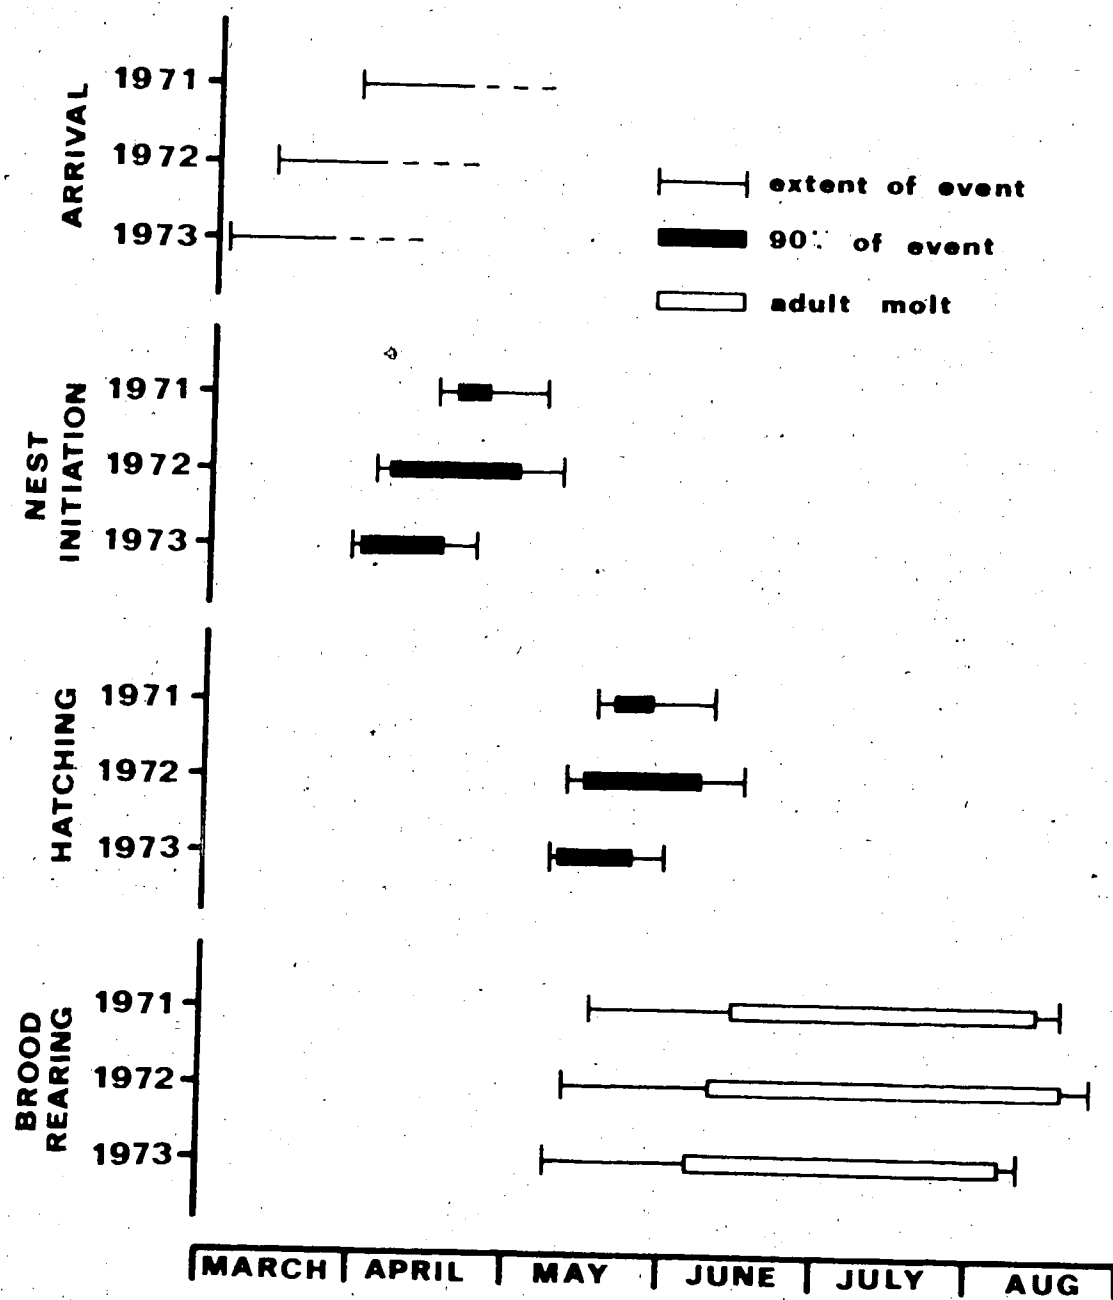 ARRIVAL
1971
1972
1973
extent of event
90% of event
adult molt
NEST
INITIATION
1971
1972
1973
HATCHING
1971
1972
1973
BROOD
REARING
1971
1972
1973
MARCH APRIL MAY JUNE JULY AUG